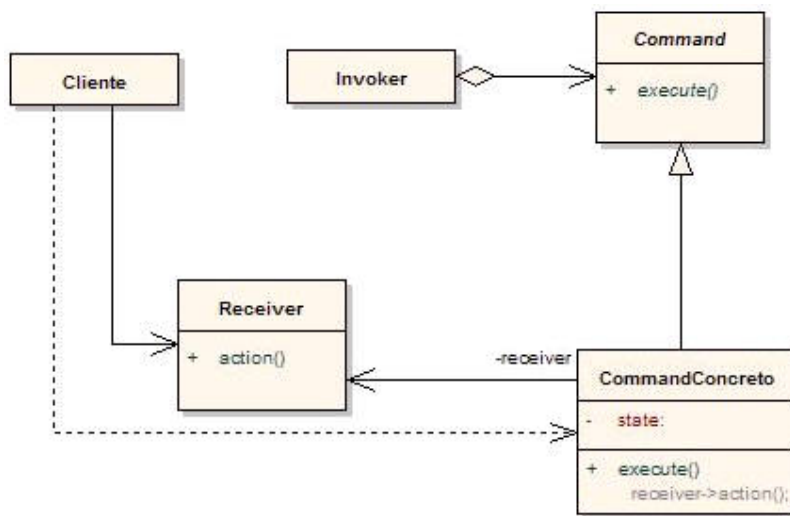 Command
+ execute()
Cliente
Invoker
Receiver
+ action()
-receiver
CommandConcreto
- state:
+ execute()
receiver->action();